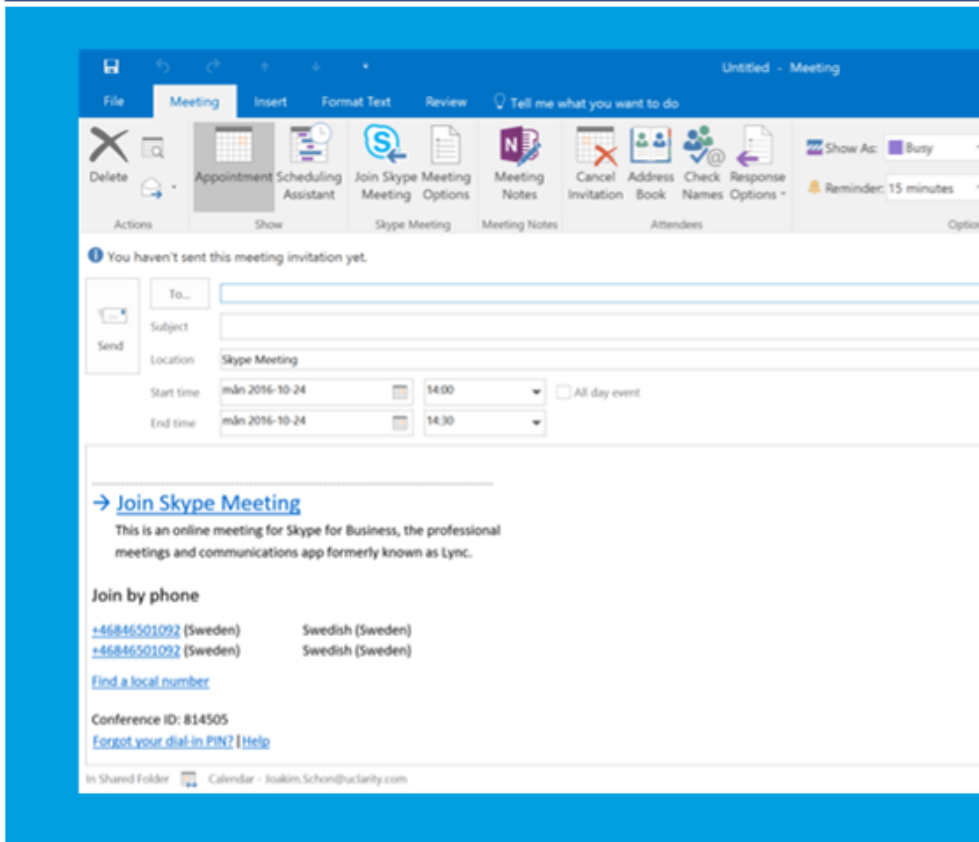 Untitled - Meeting
File Meeting Insert Format Text Review Tell me what you want to do
Delete Appointment Scheduling Assistant Join Skype Meeting Meeting Options Meeting Notes Cancel Invitation Address Book Check Names Response Options Show As: Busy
Reminder: 15 minutes
Actions Show Skype Meeting Meeting Notes Attendees Option
You haven't sent this meeting invitation yet.
To...
Send
Subject
Location Skype Meeting
Start time mån 2016-10-24 14:00 All day event
End time mån 2016-10-24 14:30
→ Join Skype Meeting
This is an online meeting for Skype for Business, the professional
meetings and communications app formerly known as Lync.
Join by phone
+46846501092 (Sweden) Swedish (Sweden)
+46846501092 (Sweden) Swedish (Sweden)
Find a local number
Conference ID: 814505
Forgot your dial-in PIN? | Help
In Shared Folder Calendar - Joakim.Schon@uclarity.com